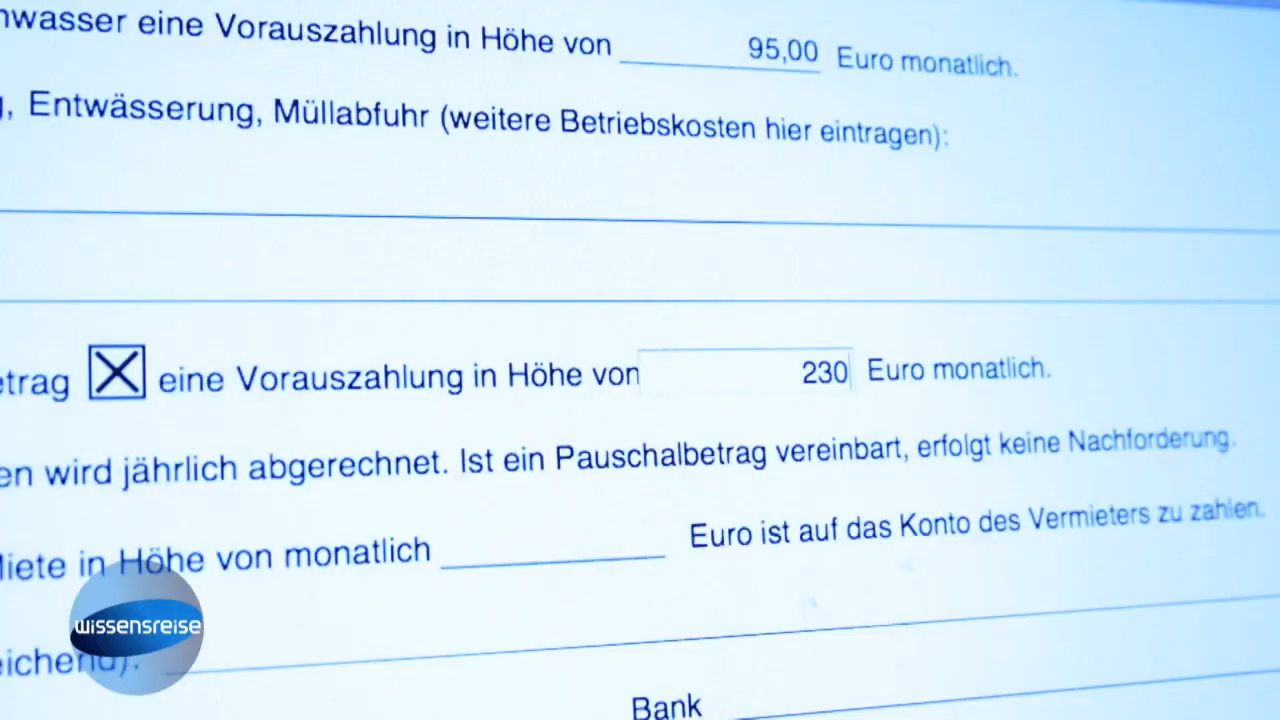 nwasser eine Vorauszahlung in Höhe von 95,00 Euro monatlich.
g, Entwässerung, Müllabfuhr (weitere Betriebskosten hier eintragen):
etrag ☒ eine Vorauszahlung in Höhe von 230 Euro monatlich.
en wird jährlich abgerechnet. Ist ein Pauschalbetrag vereinbart, erfolgt keine Nachforderung.
Miete in Höhe von monatlich Euro ist auf das Konto des Vermieters zu zahlen.
wissensreise
eichend):
Bank